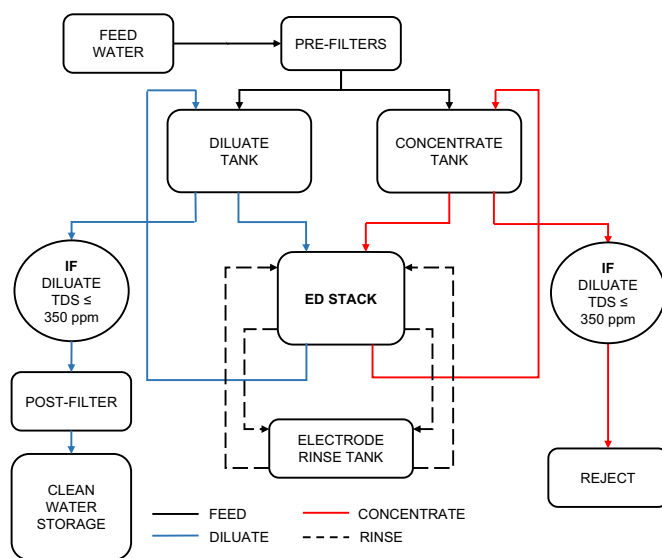 FEED
WATER
PRE-FILTERS
DILUATE
TANK
CONCENTRATE
TANK
IF
DILUATE
TDS ≤
350 ppm
ED STACK
IF
DILUATE
TDS ≤
350 ppm
POST-FILTER
ELECTRODE
RINSE TANK
CLEAN
WATER
STORAGE
REJECT
FEED
CONCENTRATE
DILUATE
RINSE